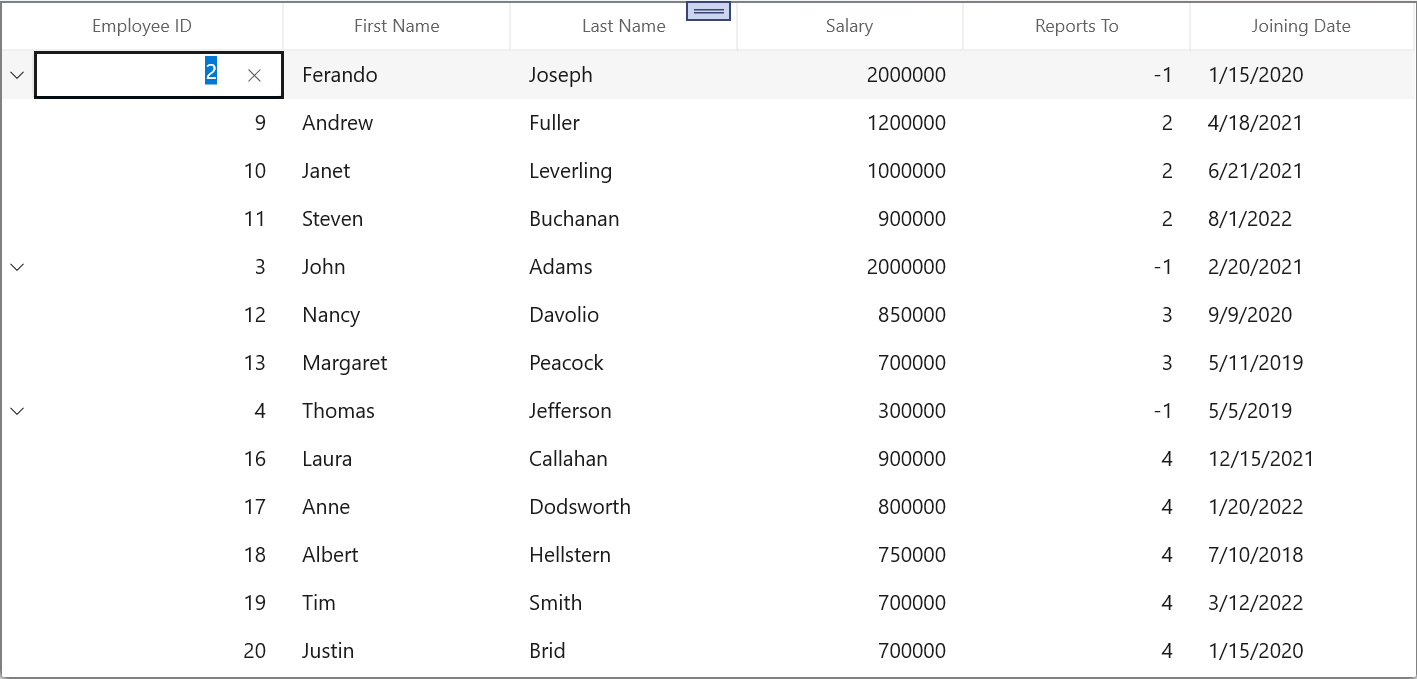 Employee ID First Name Last Name Salary Reports To Joining Date
2 Ferando Joseph 2000000 -1 1/15/2020
9 Andrew Fuller 1200000 2 4/18/2021
10 Janet Leverling 1000000 2 6/21/2021
11 Steven Buchanan 900000 2 8/1/2022
3 John Adams 2000000 -1 2/20/2021
12 Nancy Davolio 850000 3 9/9/2020
13 Margaret Peacock 700000 3 5/11/2019
4 Thomas Jefferson 300000 -1 5/5/2019
16 Laura Callahan 900000 4 12/15/2021
17 Anne Dodsworth 800000 4 1/20/2022
18 Albert Hellstern 750000 4 7/10/2018
19 Tim Smith 700000 4 3/12/2022
20 Justin Brid 700000 4 1/15/2020